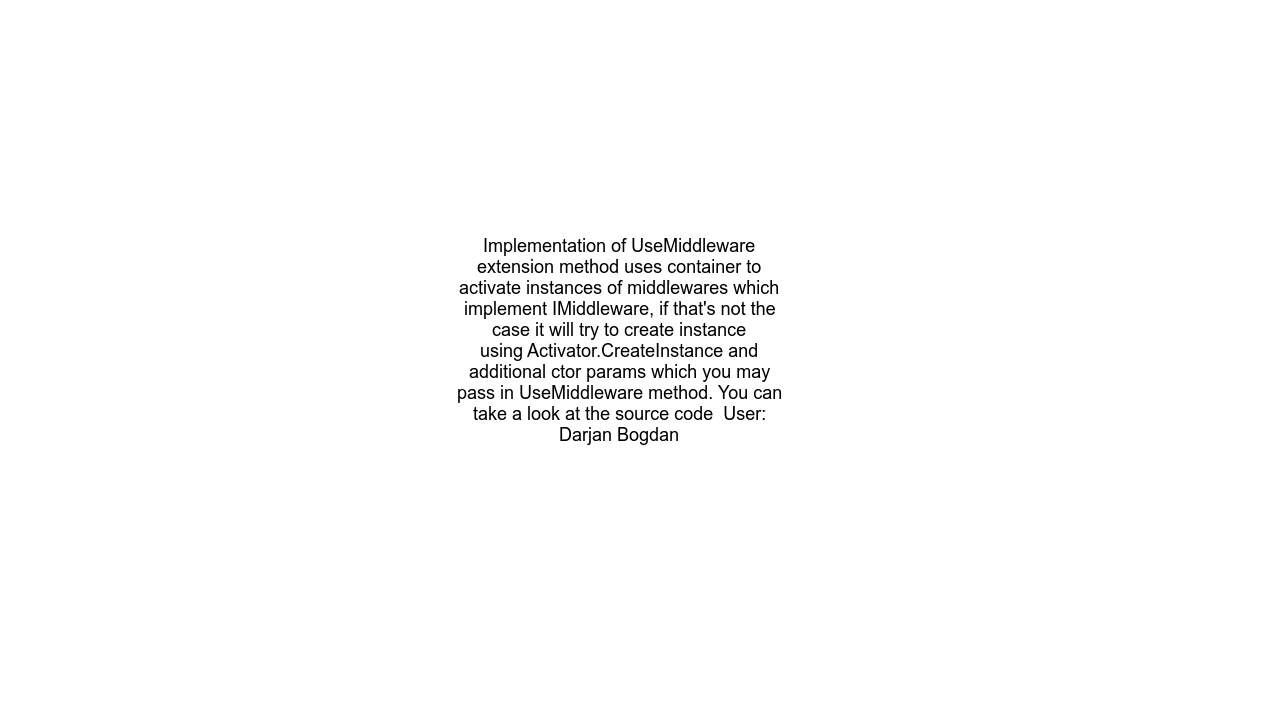 Implementation of UseMiddleware
extension method uses container to
activate instances of middlewares which
implement IMiddleware, if that's not the
case it will try to create instance
using Activator.CreateInstance and
additional ctor params which you may
pass in UseMiddleware method. You can
take a look at the source code  User:
Darjan Bogdan